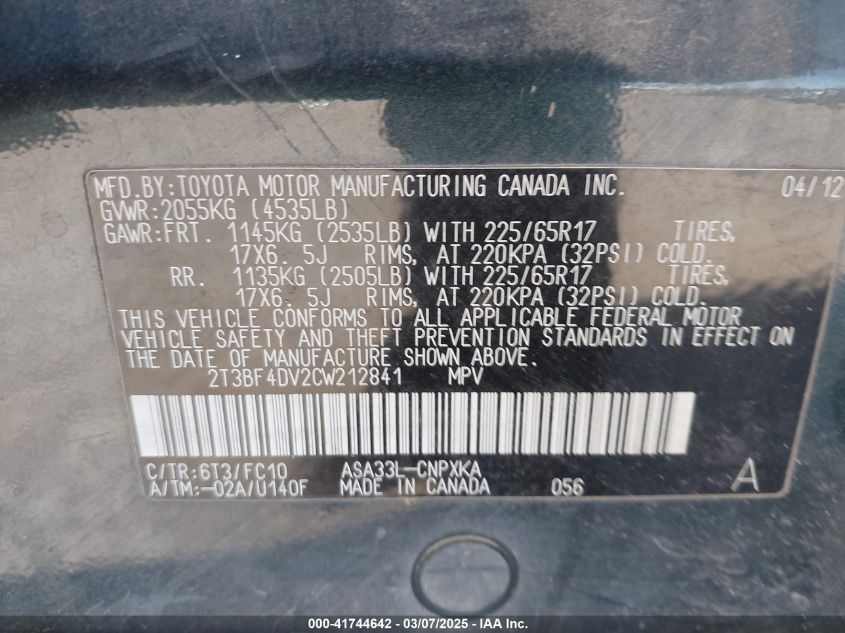 MFD.BY:TOYOTA MOTOR MANUFACTURING CANADA INC. 04/12
GVWR:2055KG (4535LB)
GAWR:FRT. 1145KG (2535LB) WITH 225/65R17 TIRES,
17X6.5J RIMS, AT 220KPA (32PSI) COLD.
RR. 1135KG (2505LB) WITH 225/65R17 TIRES,
17X6.5J RIMS, AT 220KPA (32PSI) COLD.
THIS VEHICLE CONFORMS TO ALL APPLICABLE FEDERAL MOTOR
VEHICLE SAFETY AND THEFT PREVENTION STANDARDS IN EFFECT ON
THE DATE OF MANUFACTURE SHOWN ABOVE.
2T3BF4DV2CW212841 MPV
C/TR:6T3/FC10 ASA33L-CNPXKA
A/TM:-02A/U140F MADE IN CANADA 056 A
000-41744642 - 03/07/2025 - IAA Inc.